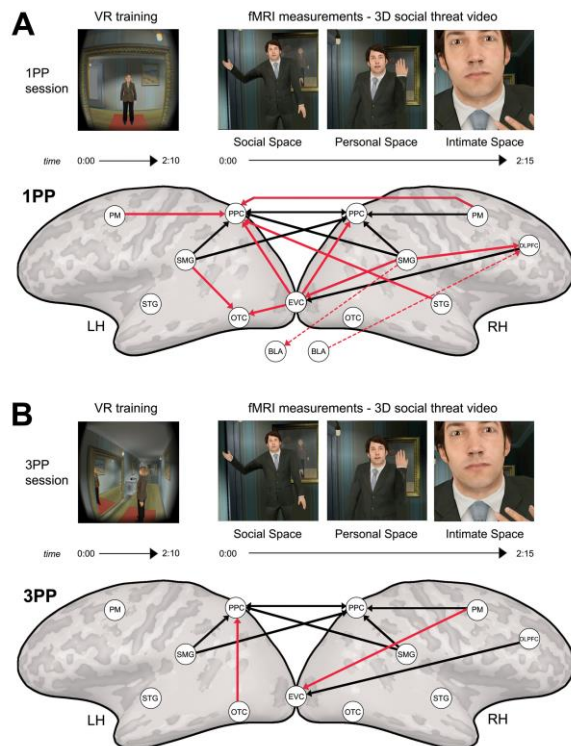 A
VR training
fMRI measurements - 3D social threat video
1PP
session
Social Space
Personal Space
Intimate Space
time
0:00
2:10
0:00
2:15
1PP
PM
PPC
PPC
PM
SMG
SMG
DLPFC
STG
OTC
EVC
OTC
STG
LH
RH
BLA
BLA
B
VR training
fMRI measurements - 3D social threat video
3PP
session
Social Space
Personal Space
Intimate Space
time
0:00
2:10
0:00
2:15
3PP
PM
PPC
PPC
PM
SMG
SMG
DLPFC
STG
OTC
EVC
OTC
STG
LH
RH